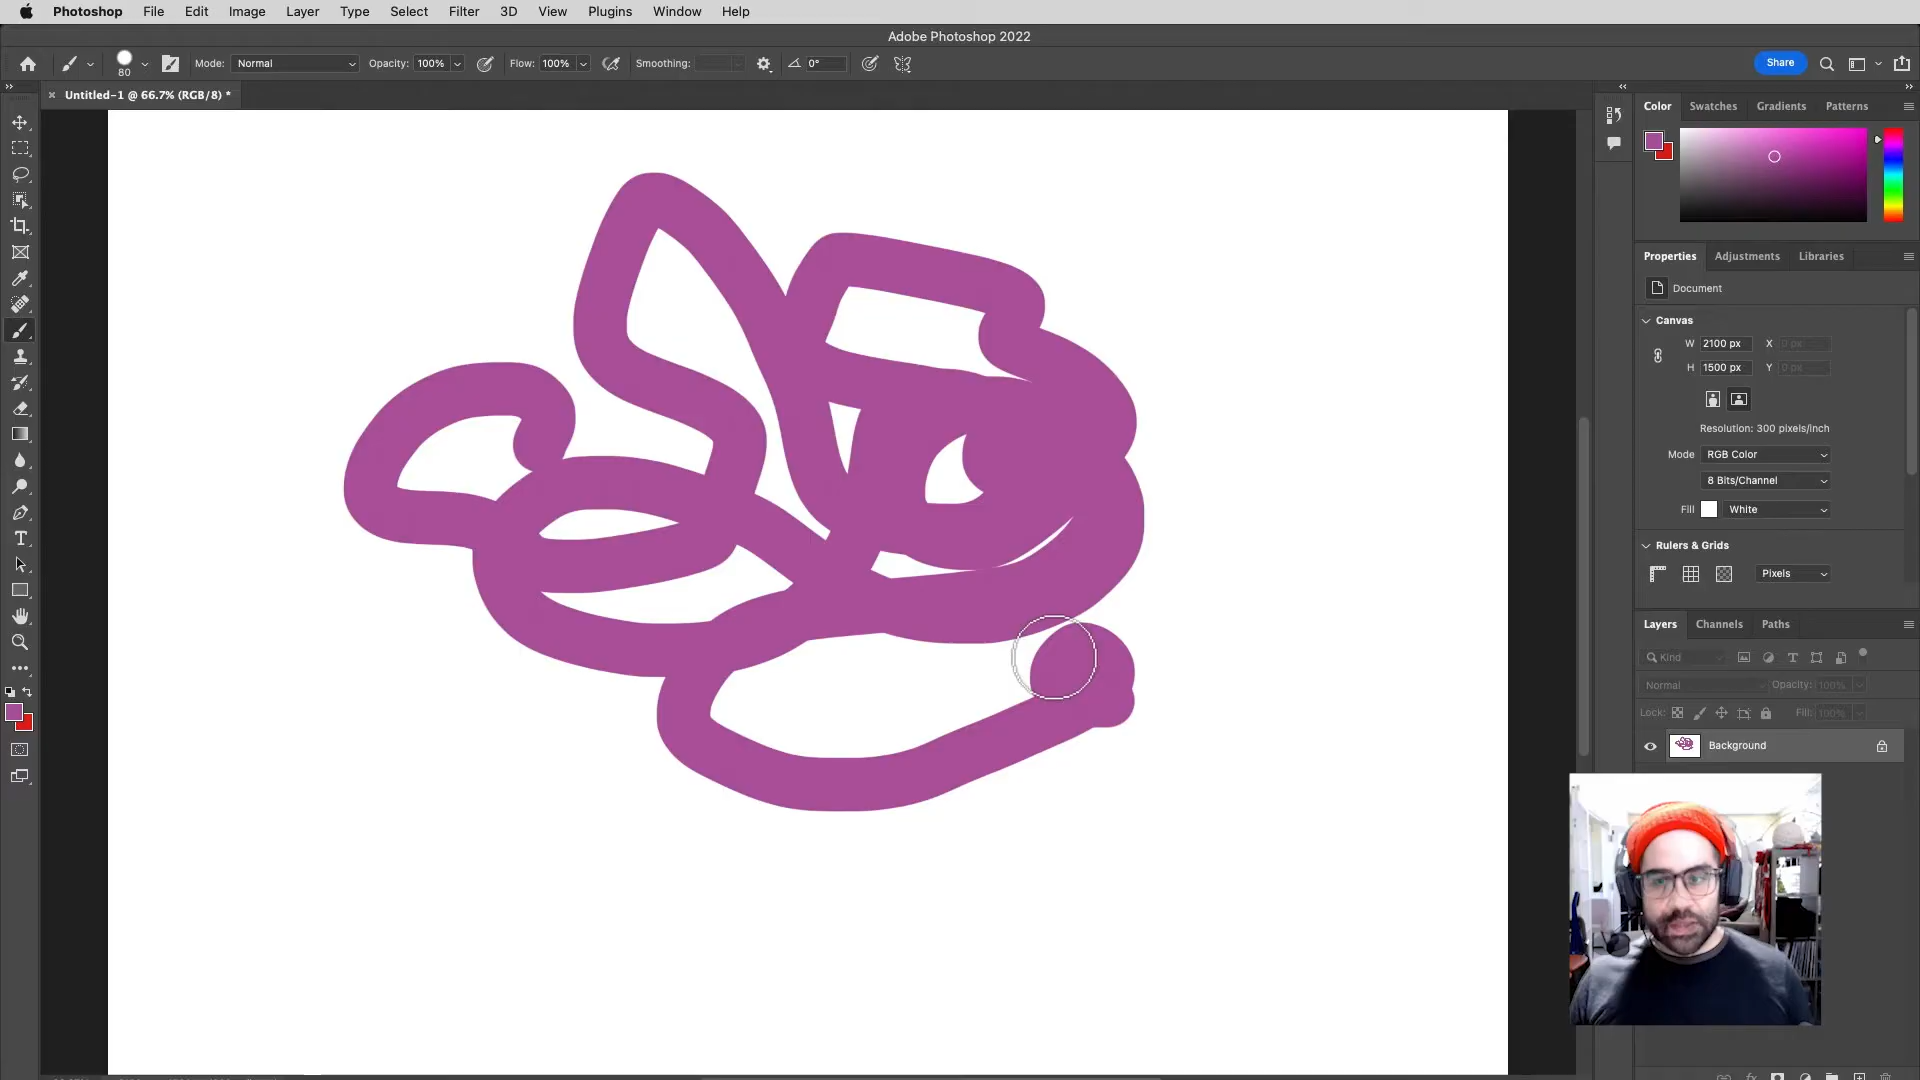 Photoshop File Edit Image Layer Type Select Filter 3D View Plugins Window Help
Adobe Photoshop 2022
80 Mode: Normal Opacity: 100% Flow: 100% Smoothing: 0° Share
× Untitled-1 @ 66.7% (RGB/8) *
Color Swatches Gradients Patterns
Properties Adjustments Libraries
Document
Canvas
W 2100 px X 0 px
H 1500 px Y 0 px
Resolution: 300 pixels/inch
Mode RGB Color
8 Bits/Channel
Fill White
Rulers & Grids
Pixels
Layers Channels Paths
Kind
Normal Opacity: 100%
Lock: Fill: 100%
Background